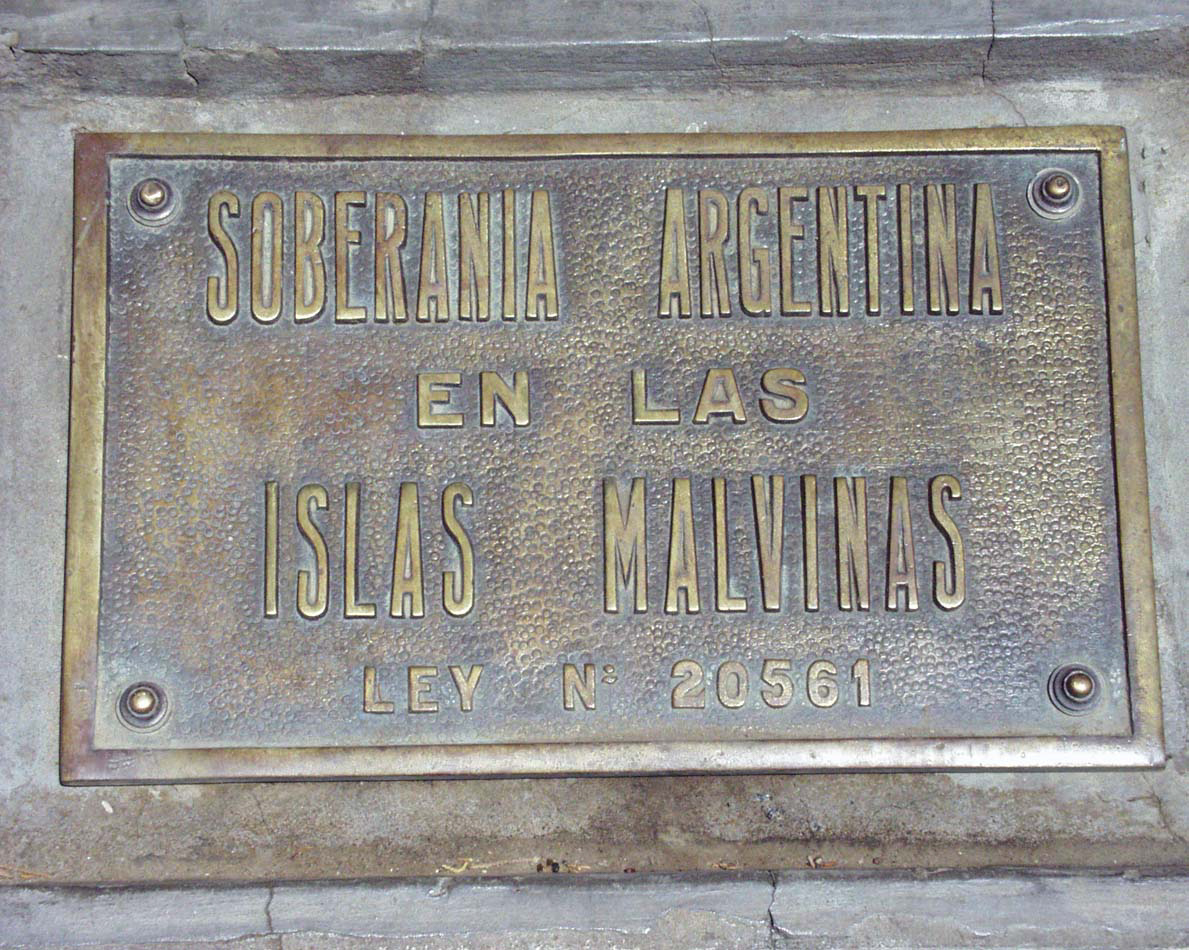 SOBERANIA ARGENTINA
EN LAS
ISLAS MALVINAS
LEY Nº 20561